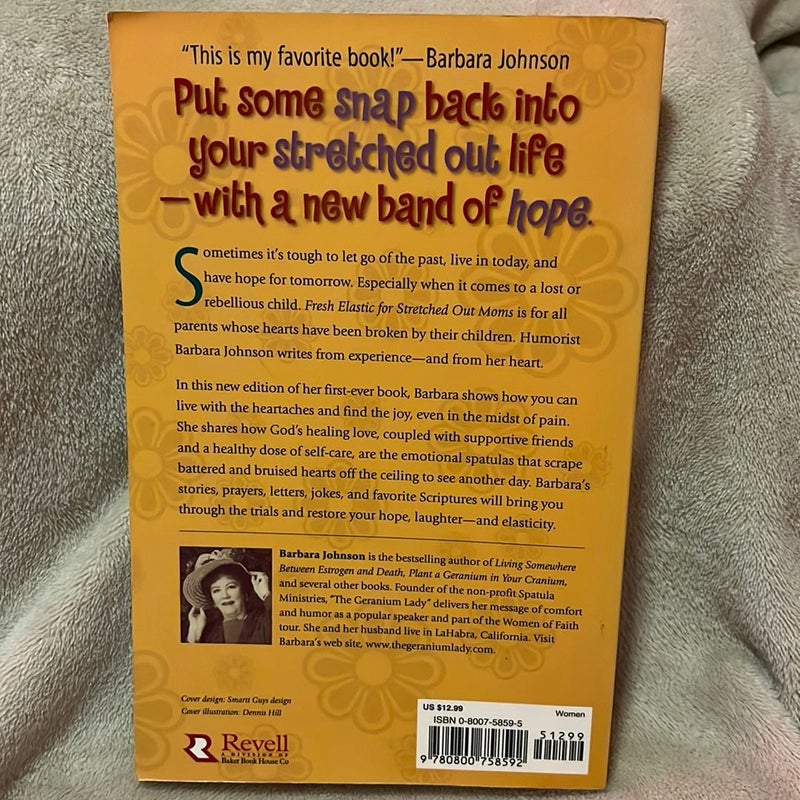 “This is my favorite book!”—Barbara Johnson
Put some snap back into
your stretched out life
—with a new band of hope.
Sometimes it's tough to let go of the past, live in today, and
have hope for tomorrow. Especially when it comes to a lost or
rebellious child. Fresh Elastic for Stretched Out Moms is for all
parents whose hearts have been broken by their children. Humorist
Barbara Johnson writes from experience—and from her heart.
In this new edition of her first-ever book, Barbara shows how you can
live with the heartaches and find the joy, even in the midst of pain.
She shares how God's healing love, coupled with supportive friends
and a healthy dose of self-care, are the emotional spatulas that scrape
battered and bruised hearts off the ceiling to see another day. Barbara's
stories, prayers, letters, jokes, and favorite Scriptures will bring you
through the trials and restore your hope, laughter—and elasticity.
Barbara Johnson is the bestselling author of Living Somewhere
Between Estrogen and Death, Plant a Geranium in Your Cranium,
and several other books. Founder of the non-profit Spatula
Ministries, "The Geranium Lady" delivers her message of comfort
and humor as a popular speaker and part of the Women of Faith
tour. She and her husband live in LaHabra, California. Visit
Barbara's web site, www.thegeraniumlady.com.
Cover design: Smartt Guys design
Cover illustration: Dennis Hill
Revell
A DIVISION OF
Baker Book House Co
US $12.99
Women
ISBN 0-8007-5859-5
51299
9 780800 758592